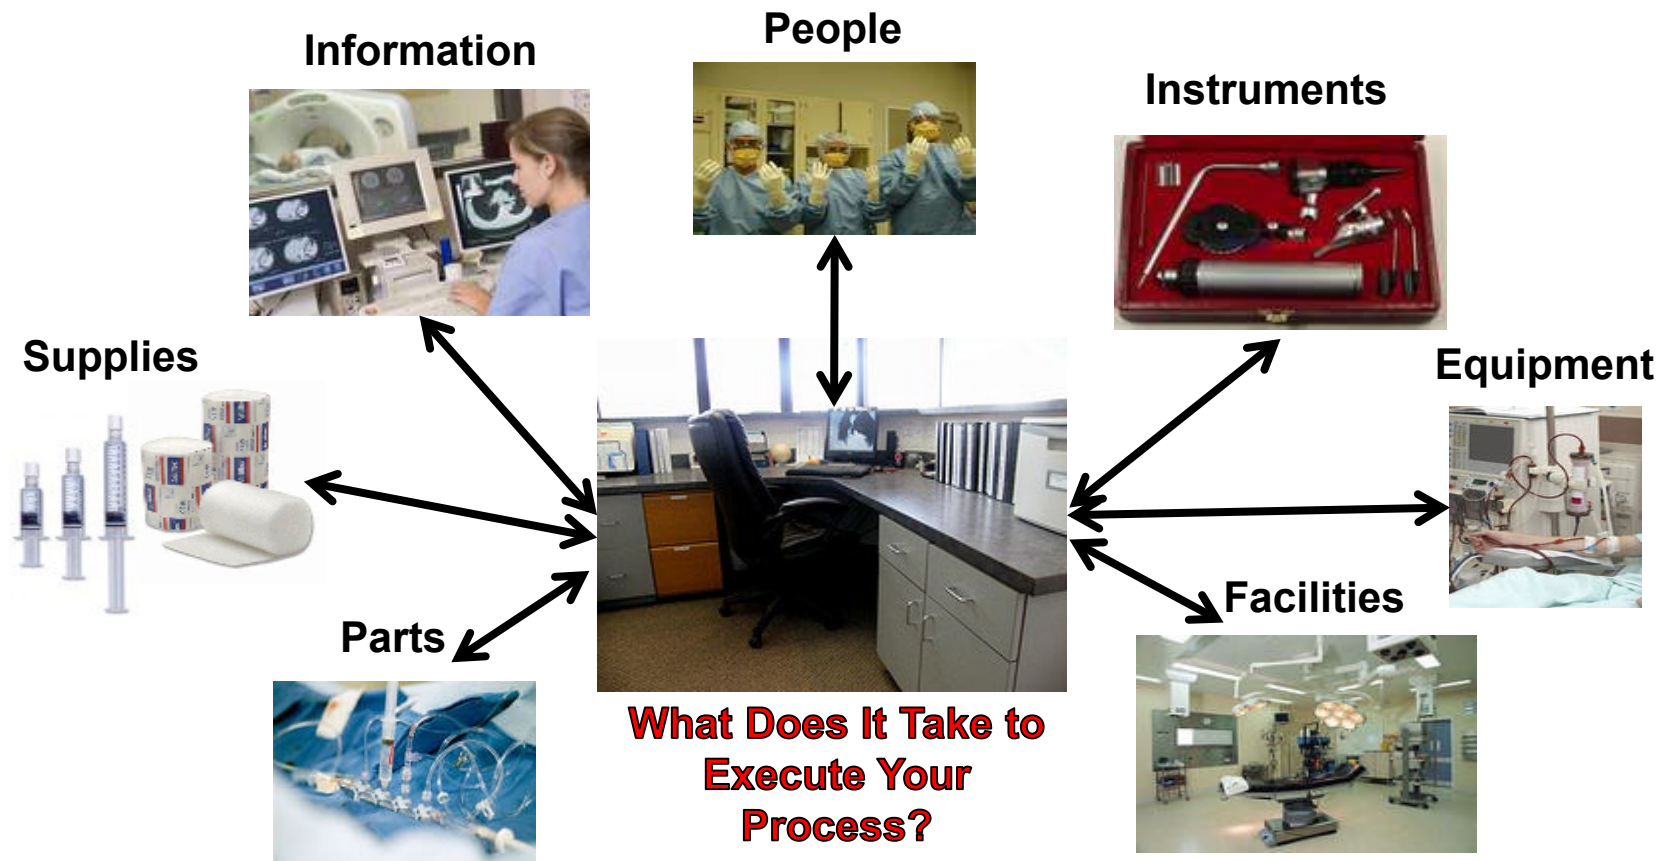 People
Information
Instruments
Supplies
Equipment
Facilities
Parts
What Does It Take to
Execute Your
Process?